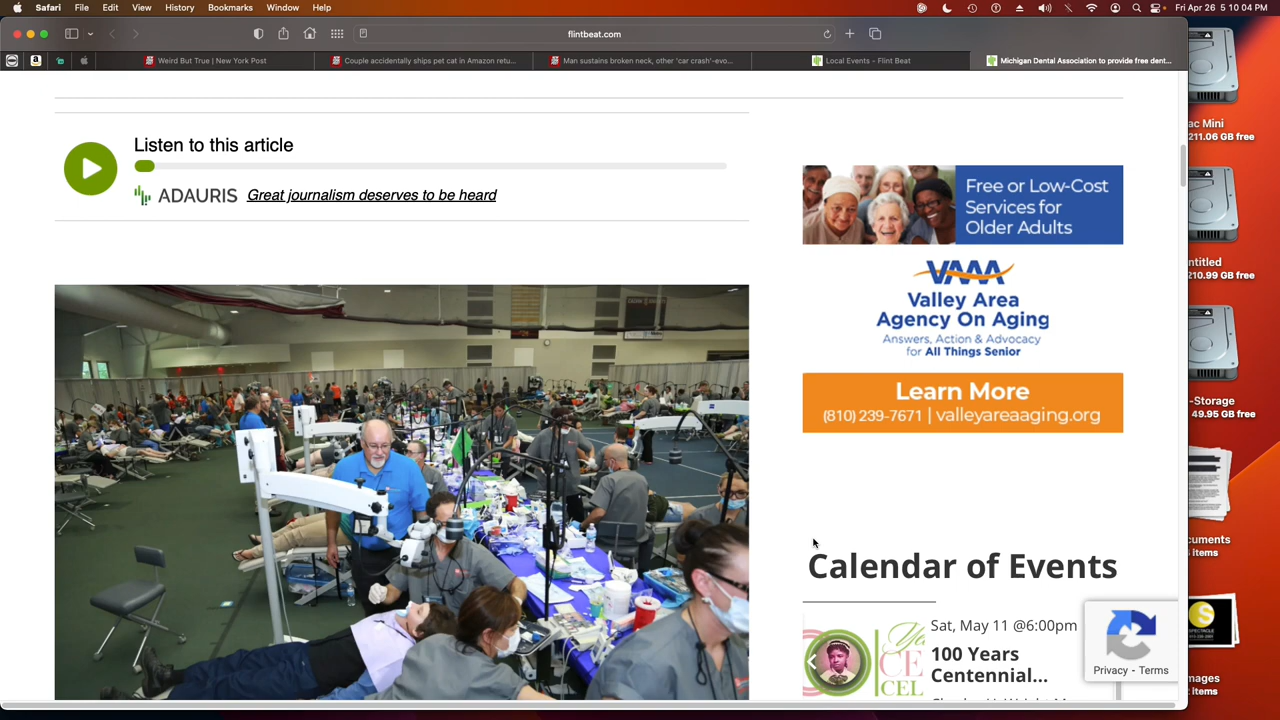 Safari File Edit View History Bookmarks Window Help
Fri Apr 26 5 10 04 PM
flintbeat.com
Weird But True | New York Post
Couple accidentally ships pet cat in Amazon retu...
Man sustains broken neck, other 'car crash'-evo...
Local Events - Flint Beat
Michigan Dental Association to provide free dent...
Listen to this article
ADAURIS Great journalism deserves to be heard
Free or Low-Cost
Services for
Older Adults
VAAA
Valley Area
Agency On Aging
Answers, Action & Advocacy
for All Things Senior
Learn More
(810) 239-7671 | valleyareaaging.org
Calendar of Events
Sat, May 11 @6:00pm
100 Years
Centennial...
Privacy - Terms
ac Mini
211.06 GB free
ntitled
210.99 GB free
-Storage
49.95 GB free
cuments
items
mages
items